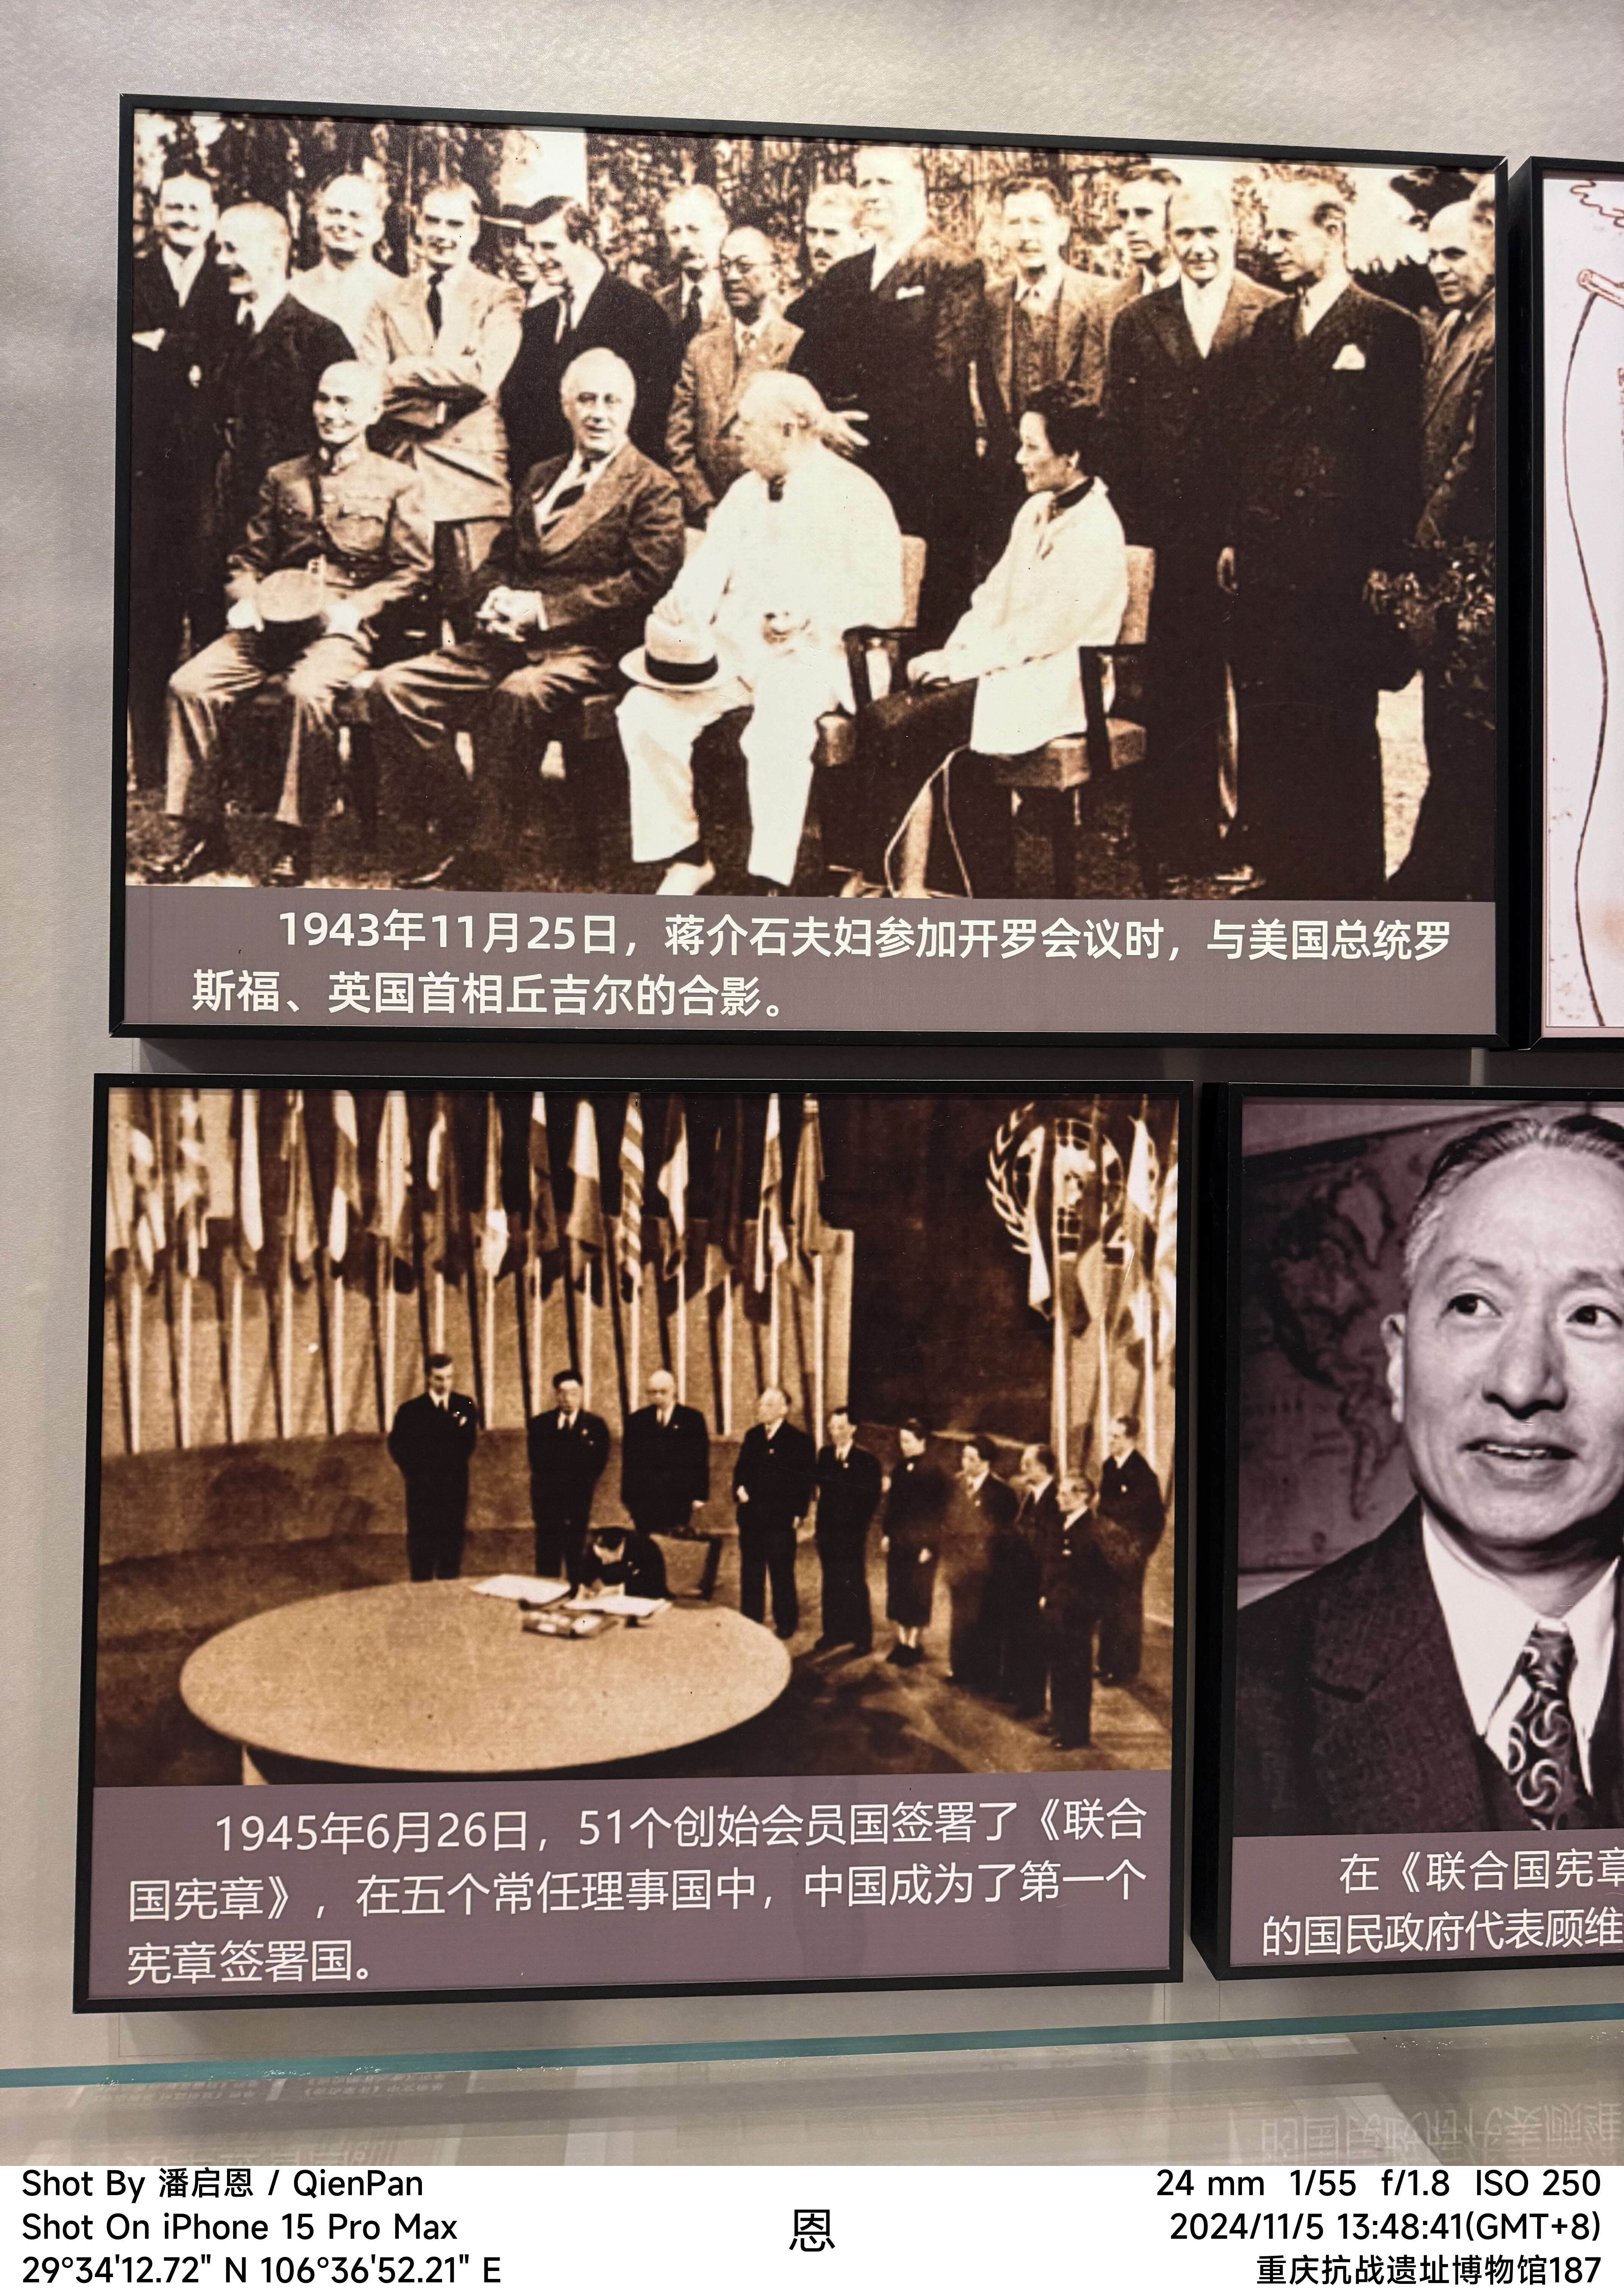 1943年11月25日，蒋介石夫妇参加开罗会议时，与美国总统罗
斯福、英国首相丘吉尔的合影。
1945年6月26日，51个创始会员国签署了《联合
国宪章》，在五个常任理事国中，中国成为了第一个
宪章签署国。
在《联合国宪章
的国民政府代表顾维
Shot By 潘启恩 / QienPan
Shot On iPhone 15 Pro Max
29°34'12.72" N 106°36'52.21" E
恩
24 mm 1/55 f/1.8 ISO 250
2024/11/5 13:48:41(GMT+8)
重庆抗战遗址博物馆187